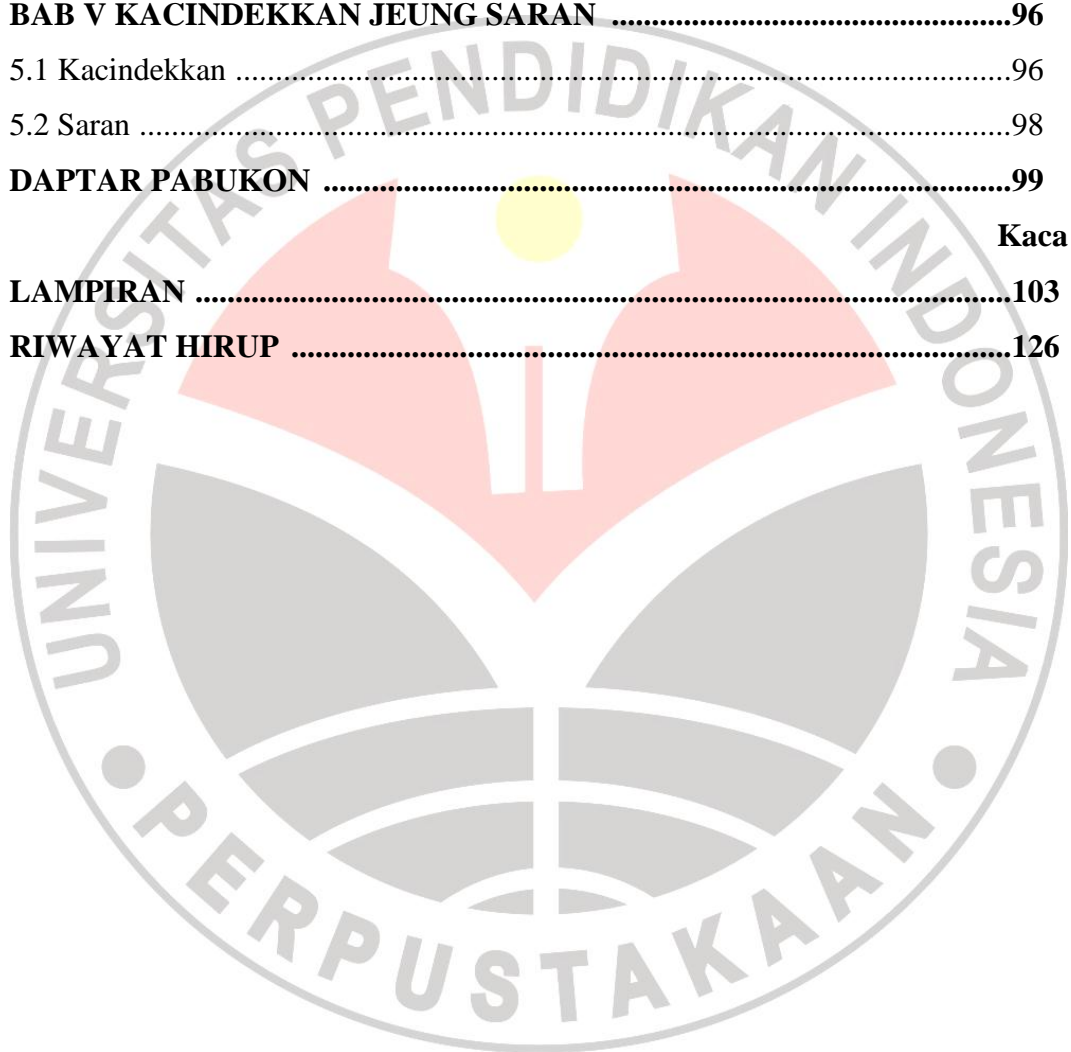 BAB V KACINDEKKAN JEUNG SARAN ..............................................................96
5.1 Kacindekkan .........................................................................................................................96
5.2 Saran ........................................................................................................................................98
DAPTAR PABUKON ............................................................................................................99
Kaca
LAMPIRAN ................................................................................................................................103
RIWAYAT HIRUP .................................................................................................................126
UNIVERSITAS PENDIDIKAN INDONESIA
• PERPUSTAKAAN •